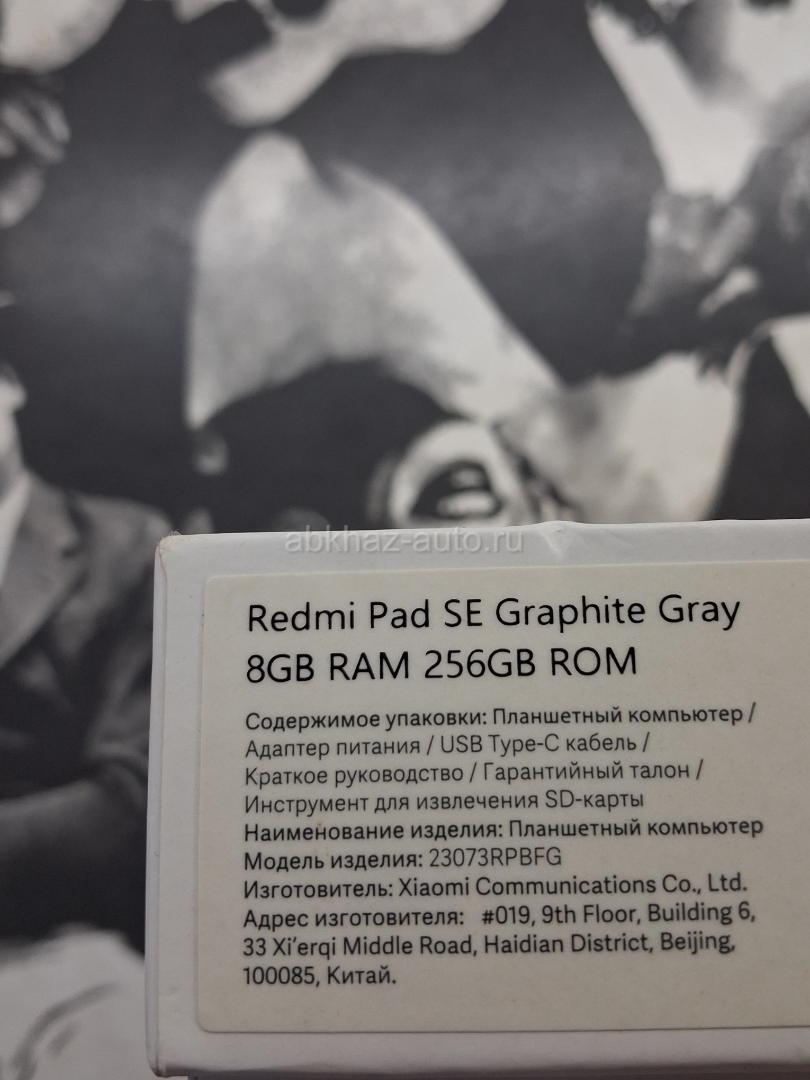 abkhaz-auto.ru
Redmi Pad SE Graphite Gray
8GB RAM 256GB ROM
Содержимое упаковки: Планшетный компьютер /
Адаптер питания / USB Type-C кабель /
Краткое руководство / Гарантийный талон /
Инструмент для извлечения SD-карты
Наименование изделия: Планшетный компьютер
Модель изделия: 23073RPBFG
Изготовитель: Xiaomi Communications Co., Ltd.
Адрес изготовителя: #019, 9th Floor, Building 6,
33 Xi'erqi Middle Road, Haidian District, Beijing,
100085, Китай.